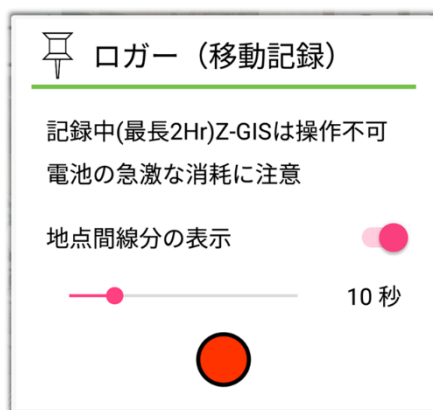 ロガー（移動記録）
記録中(最長2Hr)Z-GISは操作不可
電池の急激な消耗に注意
地点間線分の表示
10 秒